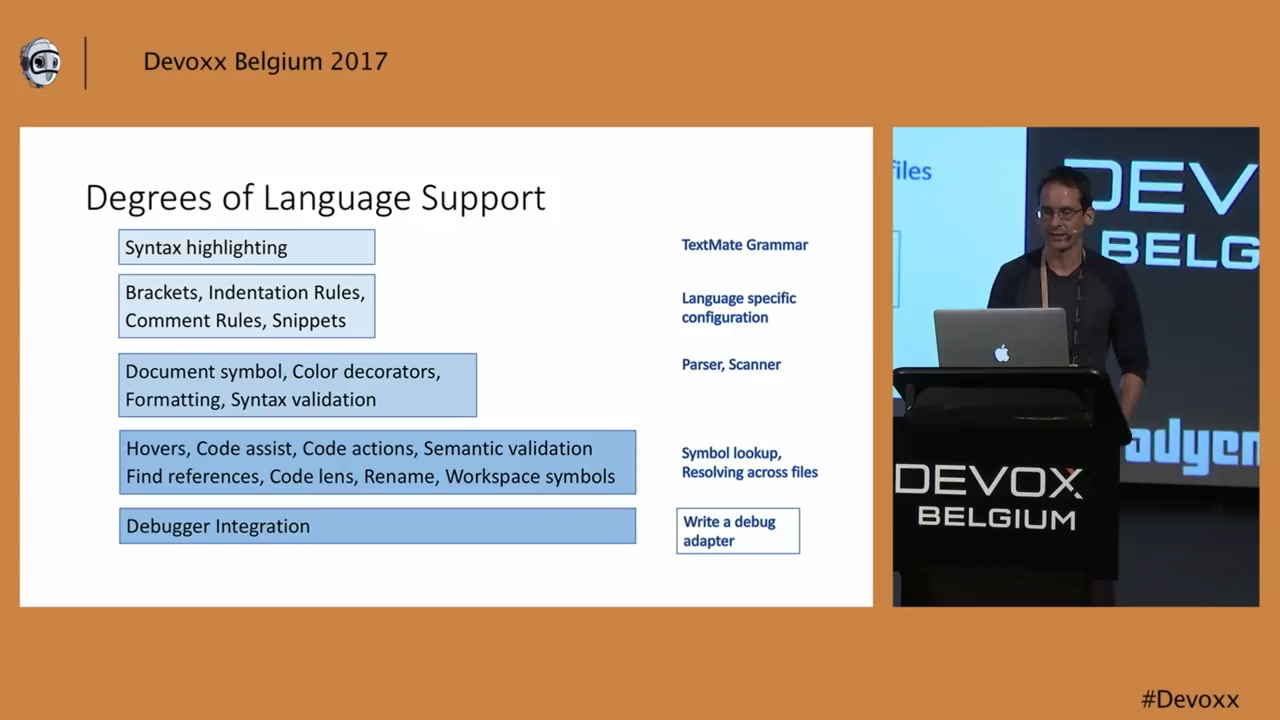 Devoxx Belgium 2017
Degrees of Language Support
Syntax highlighting
TextMate Grammar
Brackets, Indentation Rules,
Comment Rules, Snippets
Language specific
configuration
Document symbol, Color decorators,
Formatting, Syntax validation
Parser, Scanner
Hovers, Code assist, Code actions, Semantic validation
Find references, Code lens, Rename, Workspace symbols
Symbol lookup,
Resolving across files
Debugger Integration
Write a debug
adapter
files
DEV
BELG
adyen
DEVOX
BELGIUM
#Devoxx